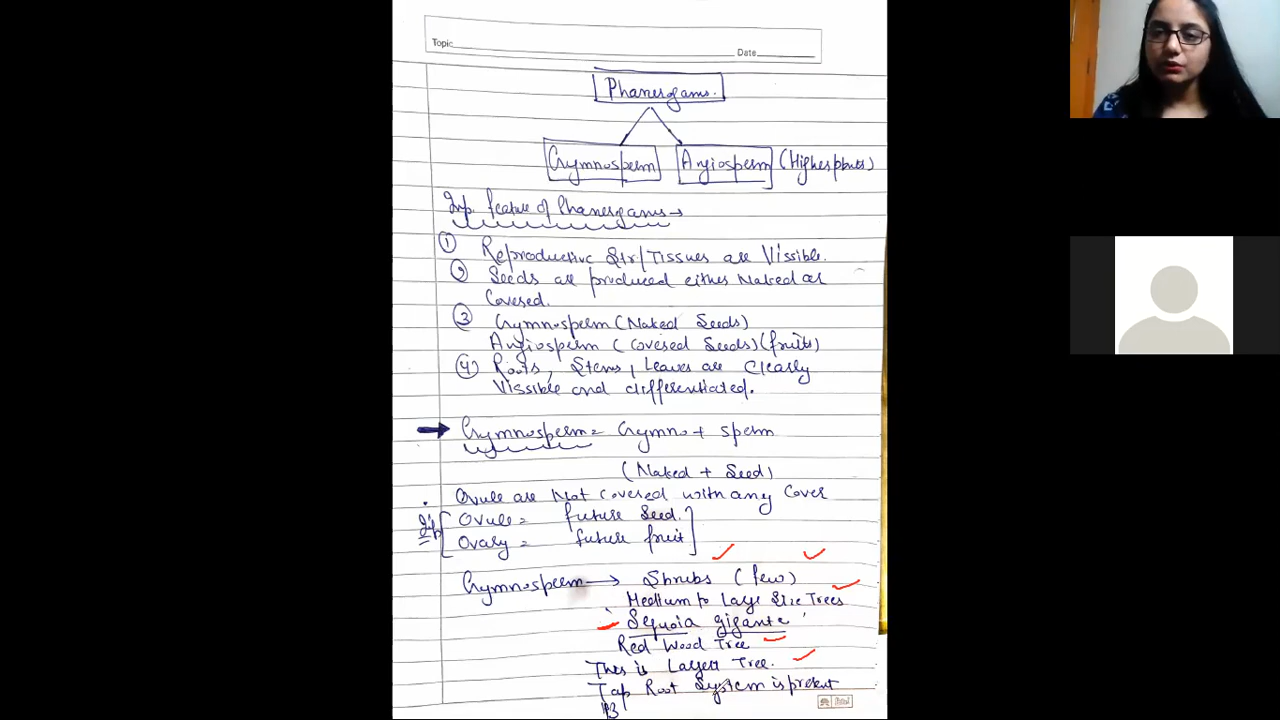 Topic Date
Phanerogams.
Gymnosperm Angiosperm (Higher plants)
Imp. feature of Phanerogams →
① Reproductive Str/Tissues are Vissible.
② Seeds are produced either Naked or
Covered.
③ Gymnosperm (Naked Seeds)
Angiosperm (Covered Seeds) (fruits)
④ Roots, Stems, Leaves are Clearly
Vissible and differentiated.
→ Gymnosperm = Gymno + sperm
(Naked + Seed)
. Ovule are Not Covered with any Cover
Imp [ Ovule = future Seed. ]
Ovary = future fruit
Gymnosperm → Shrubs (few)
Medium to Large Size Trees
Sequoia gigante
Red Wood Tree
This is Largest Tree.
Tap Root System is present